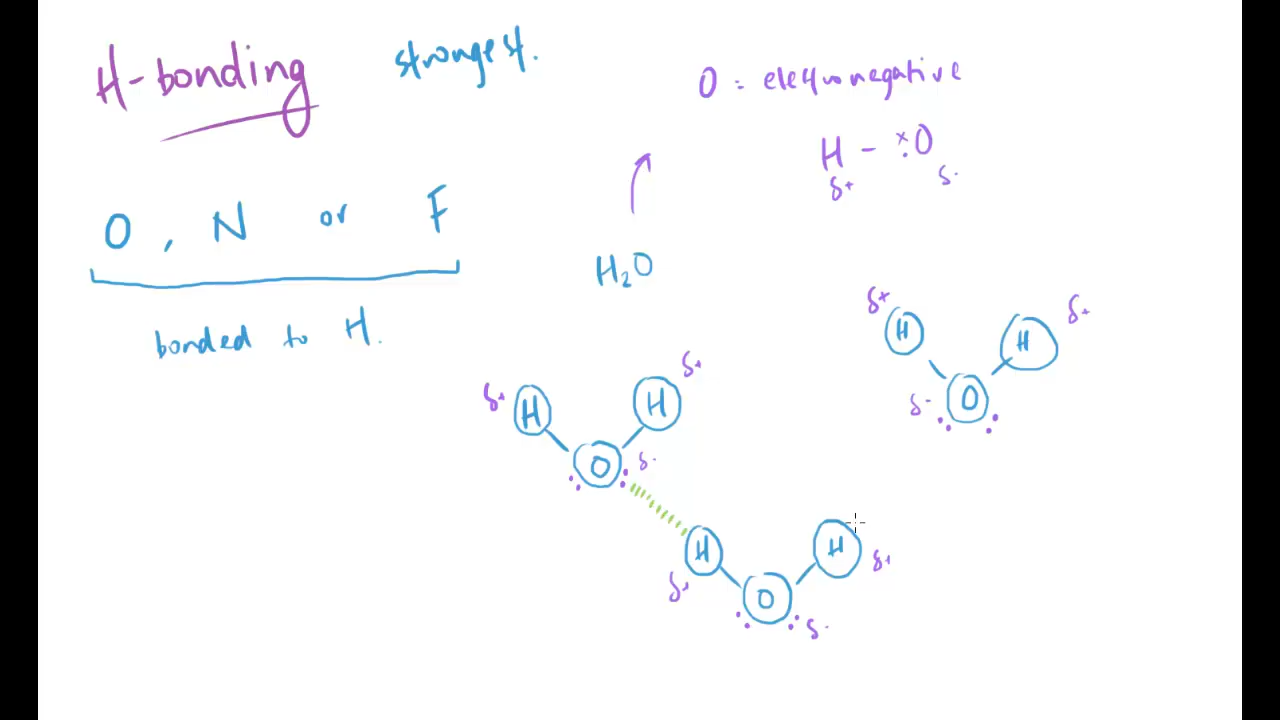 H-bonding strongest.
O = electronegative
H - ×̣O
δ+ δ-
O, N or F
H₂O
bonded to H.
δ+ δ+
H H
δ- O
δ+ δ+
H H
O δ-
H H δ+
δ+
O
δ-